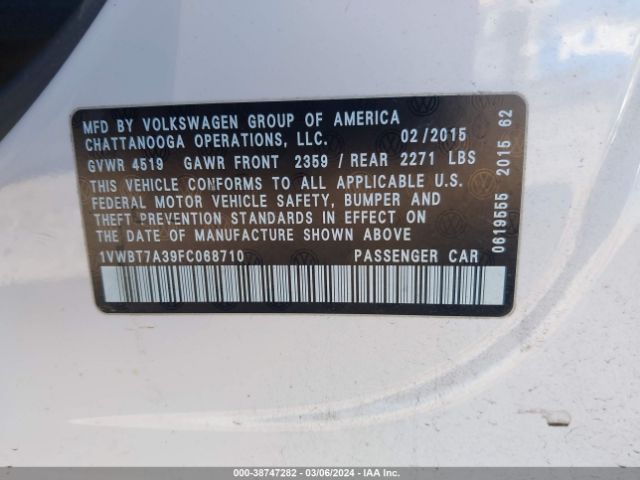 MFD BY VOLKSWAGEN GROUP OF AMERICA
CHATTANOOGA OPERATIONS, LLC. 02/2015
GVWR 4519 GAWR FRONT 2359 / REAR 2271 LBS
THIS VEHICLE CONFORMS TO ALL APPLICABLE U.S.
FEDERAL MOTOR VEHICLE SAFETY, BUMPER AND
THEFT PREVENTION STANDARDS IN EFFECT ON
THE DATE OF MANUFACTURE SHOWN ABOVE
1VWBT7A39FC068710 PASSENGER CAR
0619555 2015 62
000-38747282 - 03/06/2024 - IAAI.COM